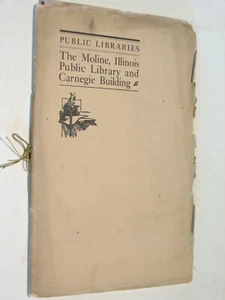 PUBLIC LIBRARIES
The Moline, Illinois
Public Library and
Carnegie Building